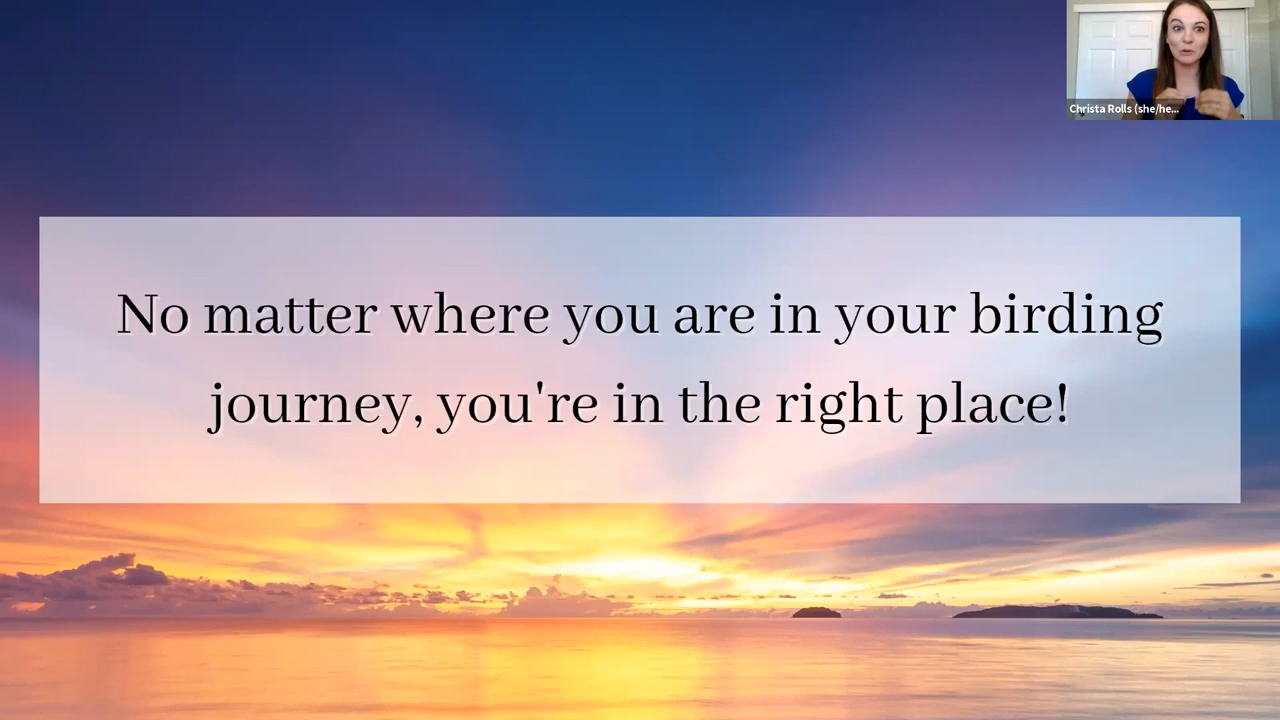 Christa Rolls (she/he...
No matter where you are in your birding
journey, you're in the right place!